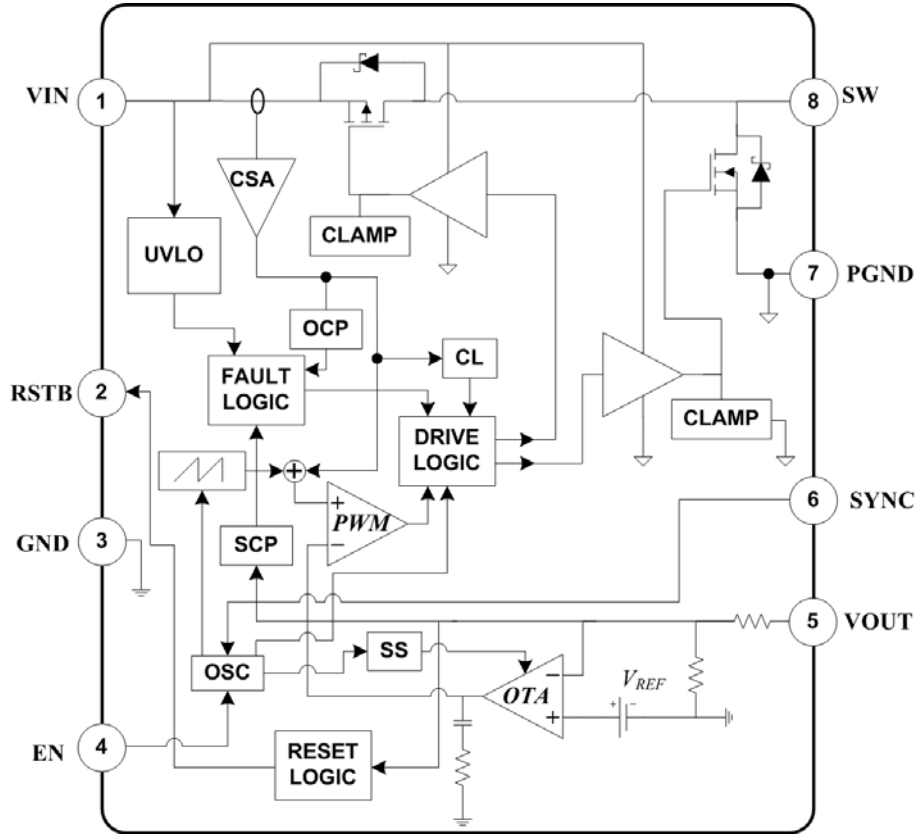 VIN
1
8
SW
CSA
CLAMP
UVLO
7
PGND
OCP
CL
FAULT
LOGIC
RSTB
2
CLAMP
DRIVE
LOGIC
+
6
SYNC
+
PWM
−
GND
3
SCP
5
VOUT
SS
OSC
−
OTA
+
VREF
+
−
EN
4
RESET
LOGIC